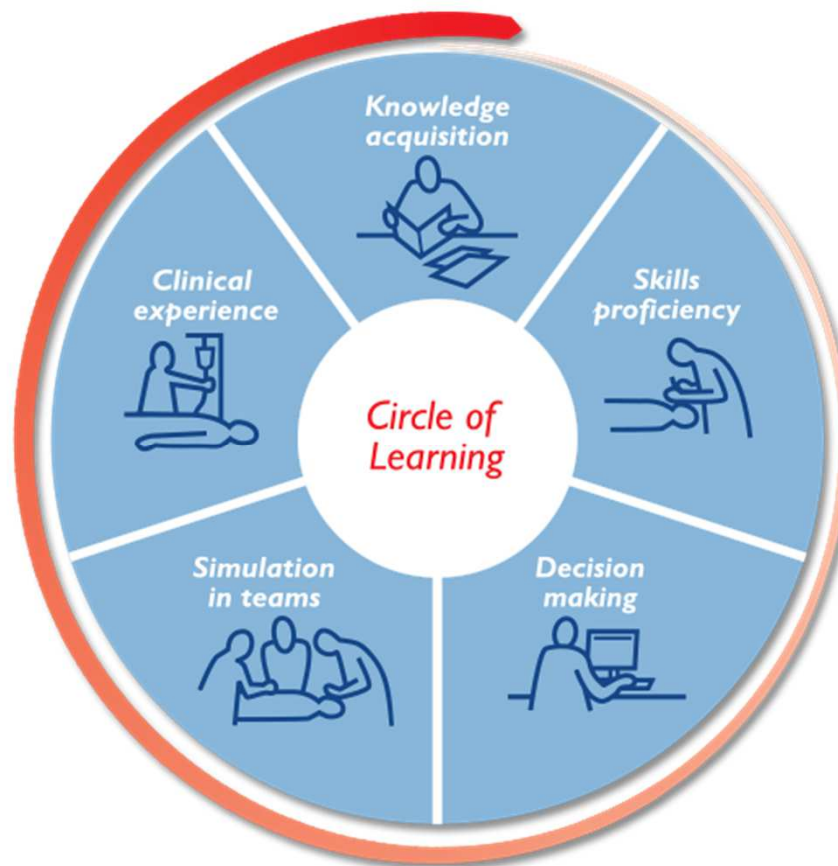 Knowledge
acquisition
Skills
proficiency
Decision
making
Simulation
in teams
Clinical
experience
Circle of
Learning